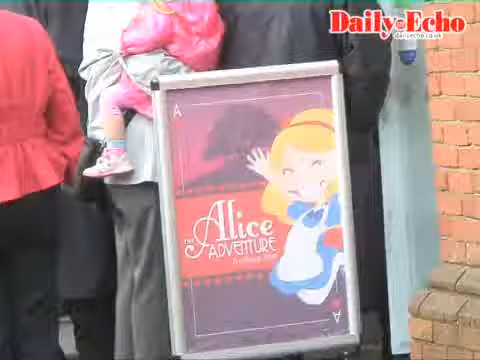 Daily Echo
dailyecho.co.uk
A
THE Alice
ADVENTURE
A